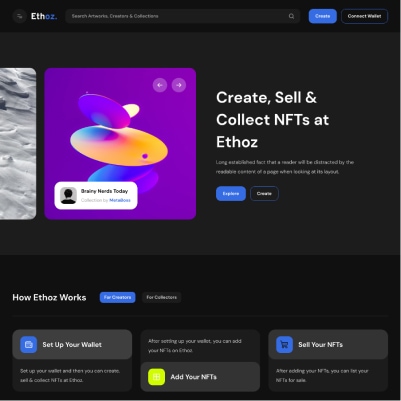 Ethoz.
Search Artworks, Creators & Collections
Create
Connect Wallet
Create, Sell &
Collect NFTs at
Ethoz
Long established fact that a reader will be distracted by the
readable content of a page when looking at its layout.
Explore
Create
Brainy Nerds Today
Collection by MetaBoss
How Ethoz Works
For Creators
For Collectors
Set Up Your Wallet
Set up your wallet and then you can create,
sell & collect NFTs at Ethoz.
After setting up your wallet, you can add
your NFTs on Ethoz.
Add Your NFTs
Sell Your NFTs
After adding your NFTs, you can list your
NFTs for sale.